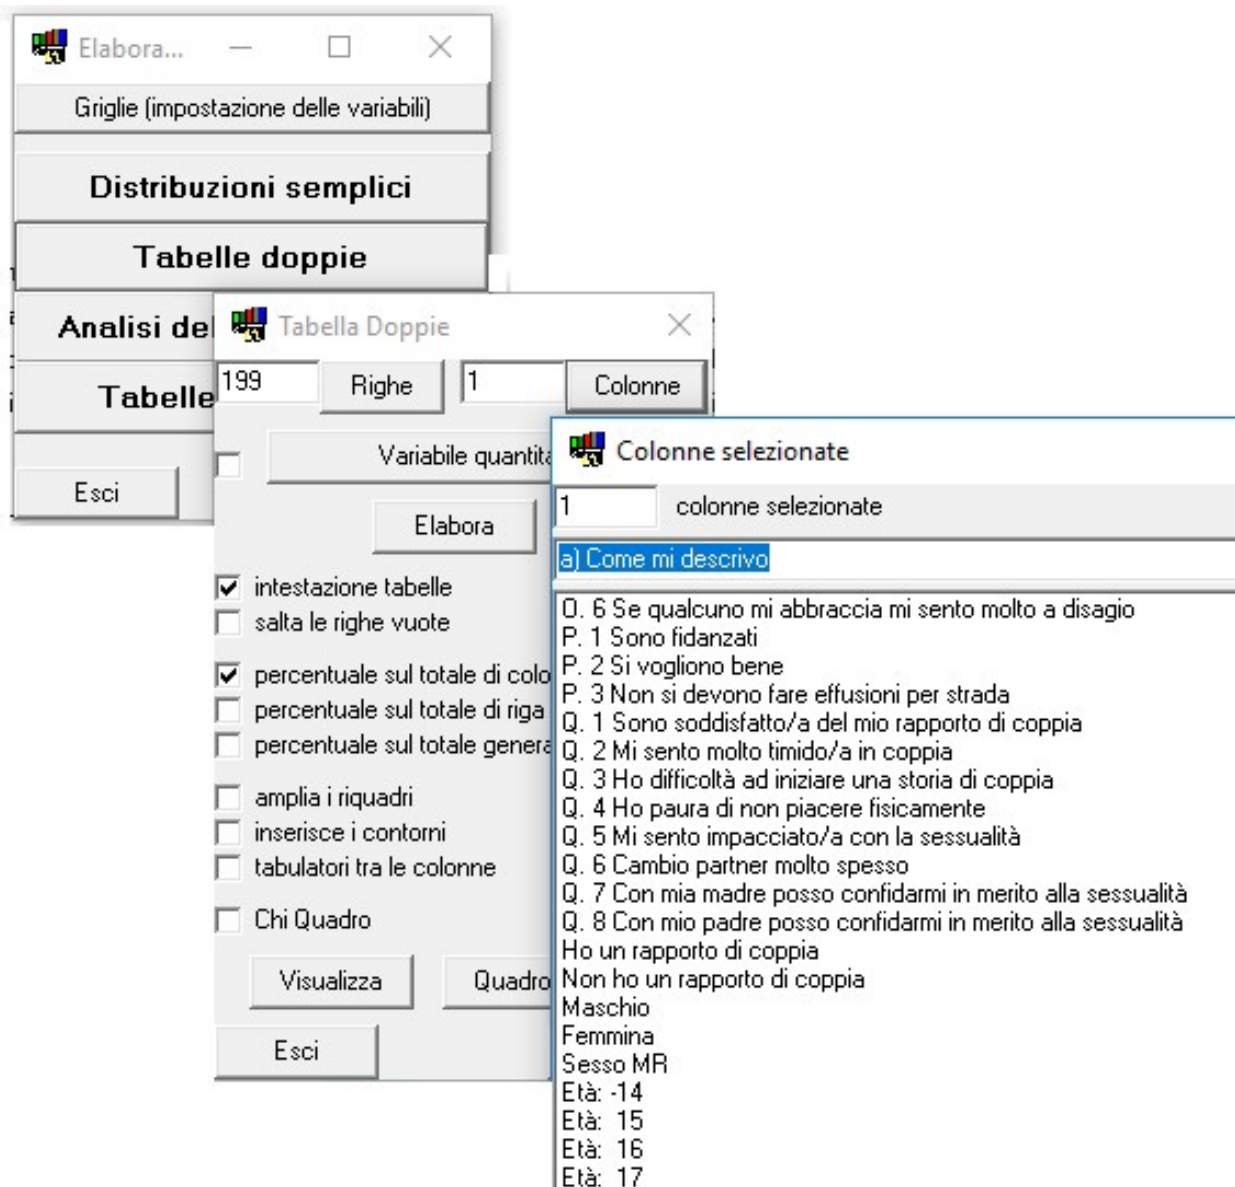 Elabora...
Griglie (impostazione delle variabili)
Distribuzioni semplici
Tabelle doppie
Analisi del
Tabelle
Esci
Tabella Doppie
199 Righe 1 Colonne
Variabile quantita
Elabora
intestazione tabelle
salta le righe vuote
percentuale sul totale di colo
percentuale sul totale di riga
percentuale sul totale genera
amplia i riquadri
inserisce i contorni
tabulatori tra le colonne
Chi Quadro
Visualizza Quadro
Esci
Colonne selezionate
1 colonne selezionate
a) Come mi descrivo
O. 6 Se qualcuno mi abbraccia mi sento molto a disagio
P. 1 Sono fidanzati
P. 2 Si vogliono bene
P. 3 Non si devono fare effusioni per strada
Q. 1 Sono soddisfatto/a del mio rapporto di coppia
Q. 2 Mi sento molto timido/a in coppia
Q. 3 Ho difficoltà ad iniziare una storia di coppia
Q. 4 Ho paura di non piacere fisicamente
Q. 5 Mi sento impacciato/a con la sessualità
Q. 6 Cambio partner molto spesso
Q. 7 Con mia madre posso confidarmi in merito alla sessualità
Q. 8 Con mio padre posso confidarmi in merito alla sessualità
Ho un rapporto di coppia
Non ho un rapporto di coppia
Maschio
Femmina
Sesso MR
Età: -14
Età: 15
Età: 16
Età: 17